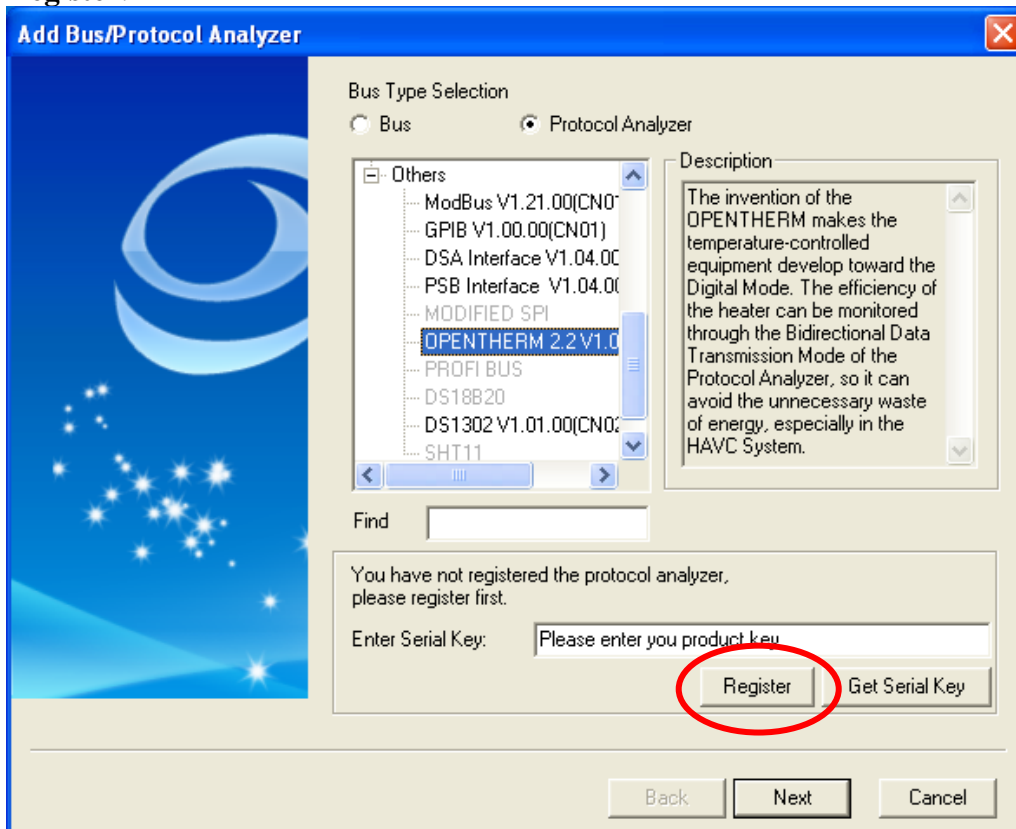 Add Bus/Protocol Analyzer
Bus Type Selection
Bus
Protocol Analyzer
Others
ModBus V1.21.00(CN0
GPIB V1.00.00(CN01)
DSA Interface V1.04.00
PSB Interface V1.04.00
MODIFIED SPI
OPENTHERM 2.2 V1.0
PROFI BUS
DS18B20
DS1302 V1.01.00(CN02
SHT11
Description
The invention of the
OPENTHERM makes the
temperature-controlled
equipment develop toward the
Digital Mode. The efficiency of
the heater can be monitored
through the Bidirectional Data
Transmission Mode of the
Protocol Analyzer, so it can
avoid the unnecessary waste
of energy, especially in the
HAVC System.
Find
You have not registered the protocol analyzer,
please register first.
Enter Serial Key:
Please enter you product key
Register
Get Serial Key
Back
Next
Cancel